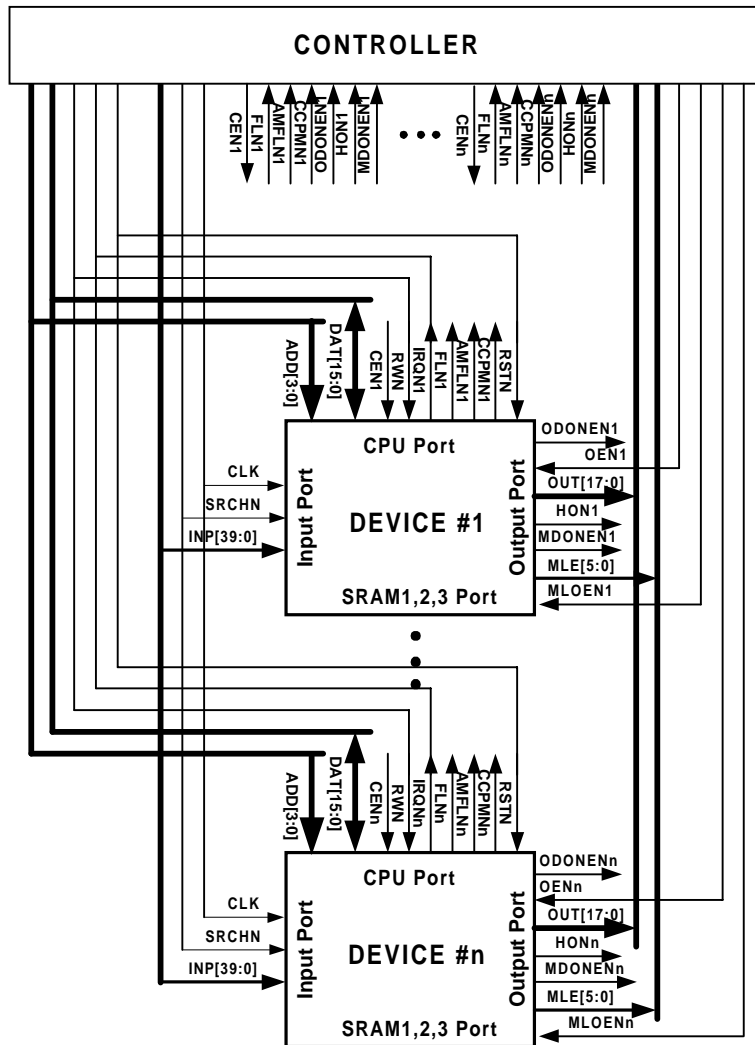 CONTROLLER
CEN1
FLN1
AMFLN1
CCPMN1
ODONEN1
HON1
MDONEN1
CENn
FLNn
AMFLNn
CCPMNn
ODONENn
HONn
MDONENn
ADD[3:0]
DAT[15:0]
CEN1
RWN
IRQN1
FLN1
AMFLN1
CCPMN1
RSTN
CPU Port
Input Port
DEVICE #1
Output Port
SRAM1,2,3 Port
CLK
SRCHN
INP[39:0]
ODONEN1
OEN1
OUT[17:0]
HON1
MDONEN1
MLE[5:0]
MLOEN1
ADD[3:0]
DAT[15:0]
CENn
RWN
IRQNn
FLNn
AMFLNn
CCPMNn
RSTN
CPU Port
Input Port
DEVICE #n
Output Port
SRAM1,2,3 Port
CLK
SRCHN
INP[39:0]
ODONENn
OENn
OUT[17:0]
HONn
MDONENn
MLE[5:0]
MLOENn